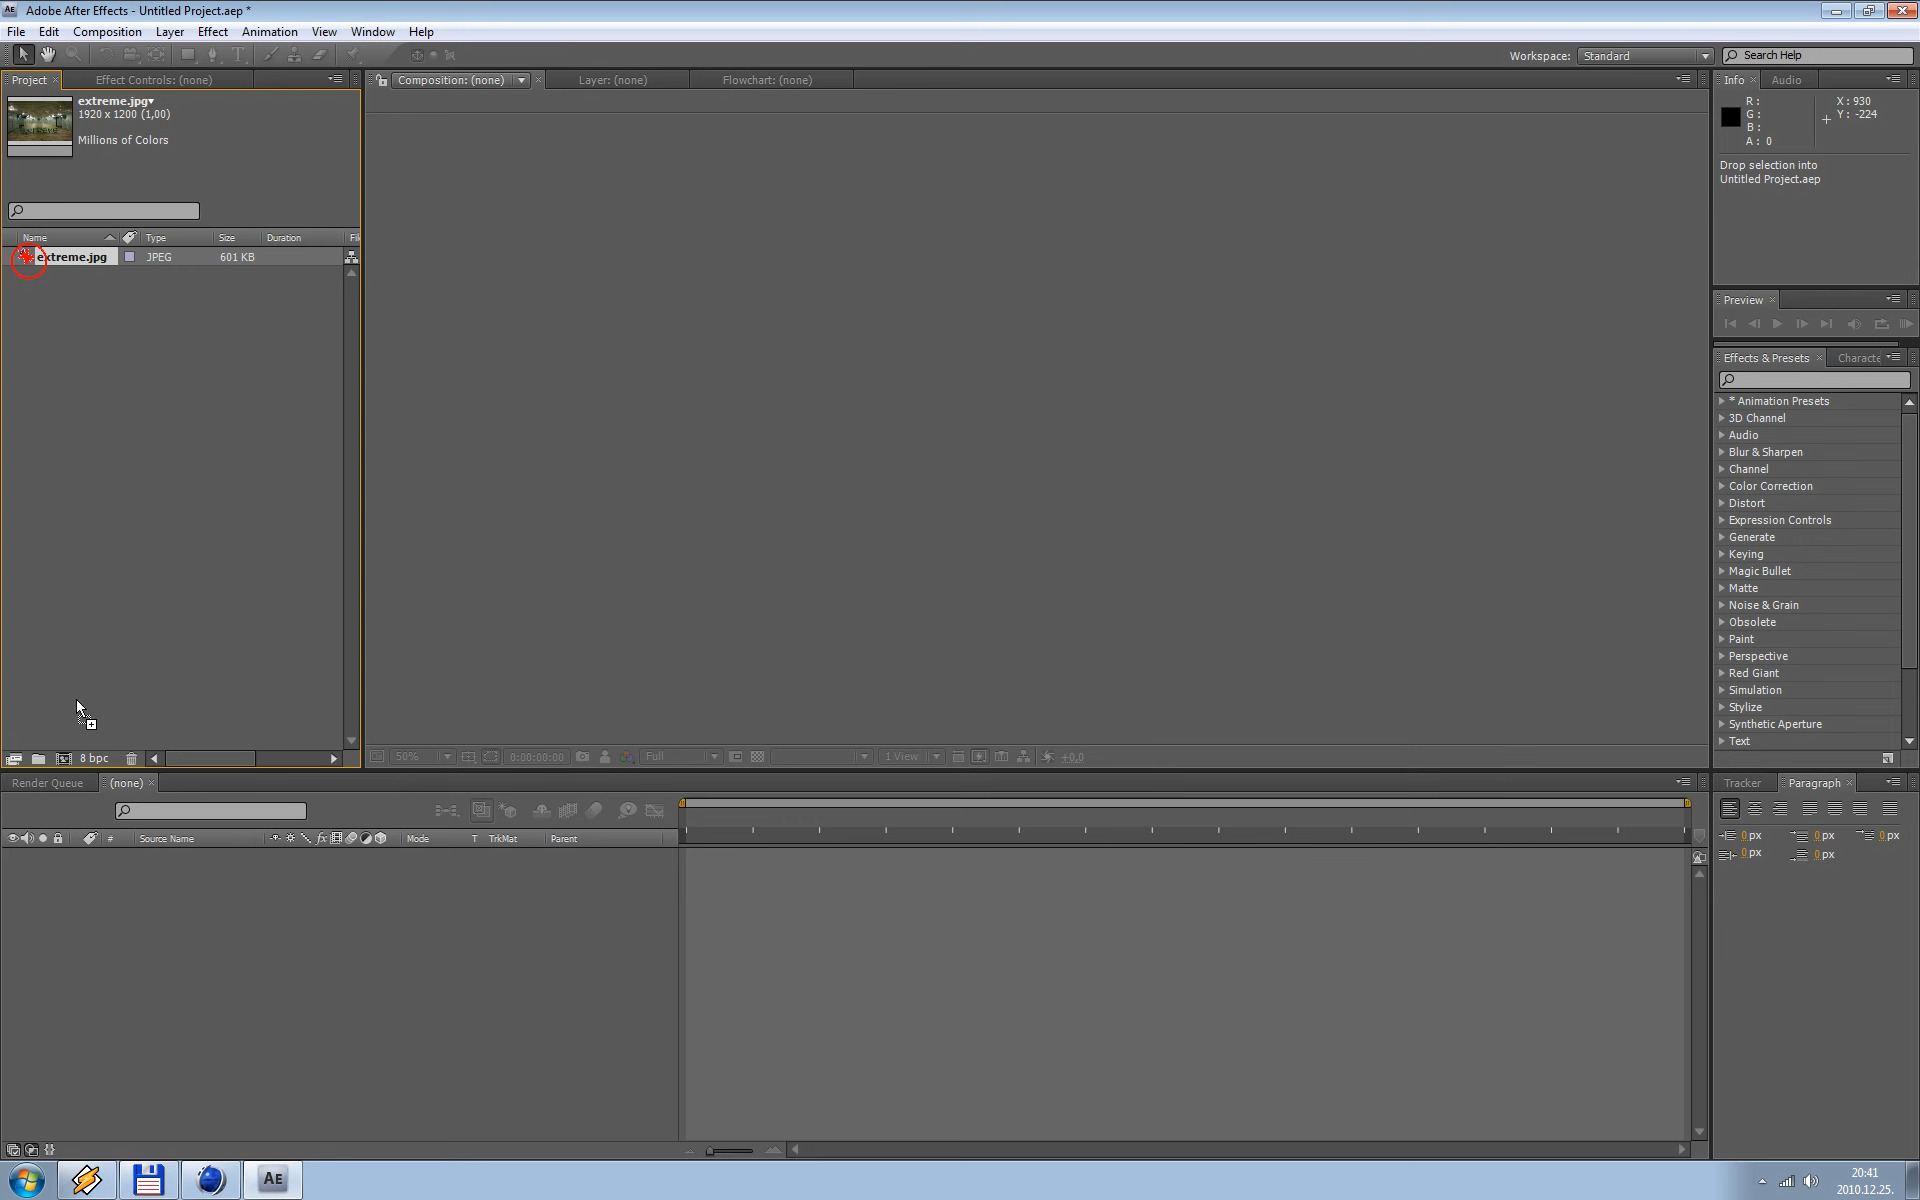 AE Adobe After Effects - Untitled Project.aep *
File Edit Composition Layer Effect Animation View Window Help
T Workspace: Standard Search Help
Project Effect Controls: (none) Composition: (none) Layer: (none) Flowchart: (none) Info Audio
extreme.jpg▾
1920 x 1200 (1,00)
Millions of Colors
R :
G :
B :
A : 0
X : 930
Y : -224
Drop selection into
Untitled Project.aep
Name Type Size Duration Fil
extreme.jpg JPEG 601 KB
Preview
Effects & Presets Characte
* Animation Presets
3D Channel
Audio
Blur & Sharpen
Channel
Color Correction
Distort
Expression Controls
Generate
Keying
Magic Bullet
Matte
Noise & Grain
Obsolete
Paint
Perspective
Red Giant
Simulation
Stylize
Synthetic Aperture
Text
8 bpc
50% 0:00:00:00 Full 1 View +0,0
Render Queue (none)
# Source Name fx Mode T TrkMat Parent
Tracker Paragraph
0 px 0 px 0 px
0 px 0 px
AE
20:41
2010.12.25.